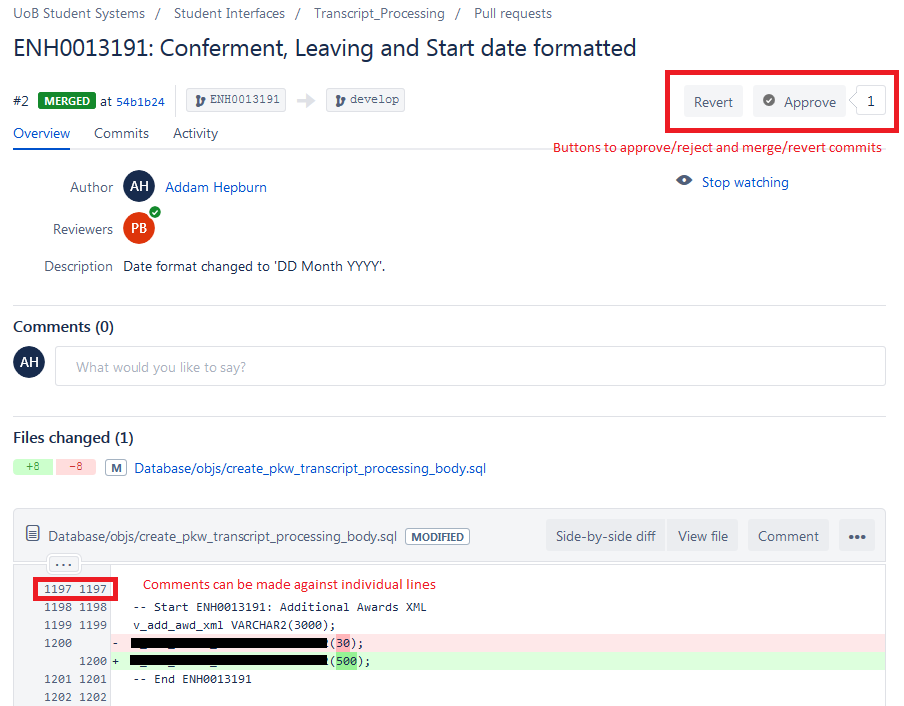 UoB Student Systems / Student Interfaces / Transcript_Processing / Pull requests
ENH0013191: Conferment, Leaving and Start date formatted
#2 MERGED at 54b1b24 ENH0013191 develop Revert Approve 1
Overview Commits Activity
Buttons to approve/reject and merge/revert commits
Author AH Addam Hepburn
Stop watching
Reviewers PB
Description Date format changed to 'DD Month YYYY'.
Comments (0)
AH What would you like to say?
Files changed (1)
+8 -8 M Database/objs/create_pkw_transcript_processing_body.sql
Database/objs/create_pkw_transcript_processing_body.sql MODIFIED Side-by-side diff View file Comment •••
...
1197 1197 Comments can be made against individual lines
1198 1198 -- Start ENH0013191: Additional Awards XML
1199 1199 v_add_awd_xml VARCHAR2(3000);
1200 - (30);
1200 + (500);
1201 1201 -- End ENH0013191
1202 1202